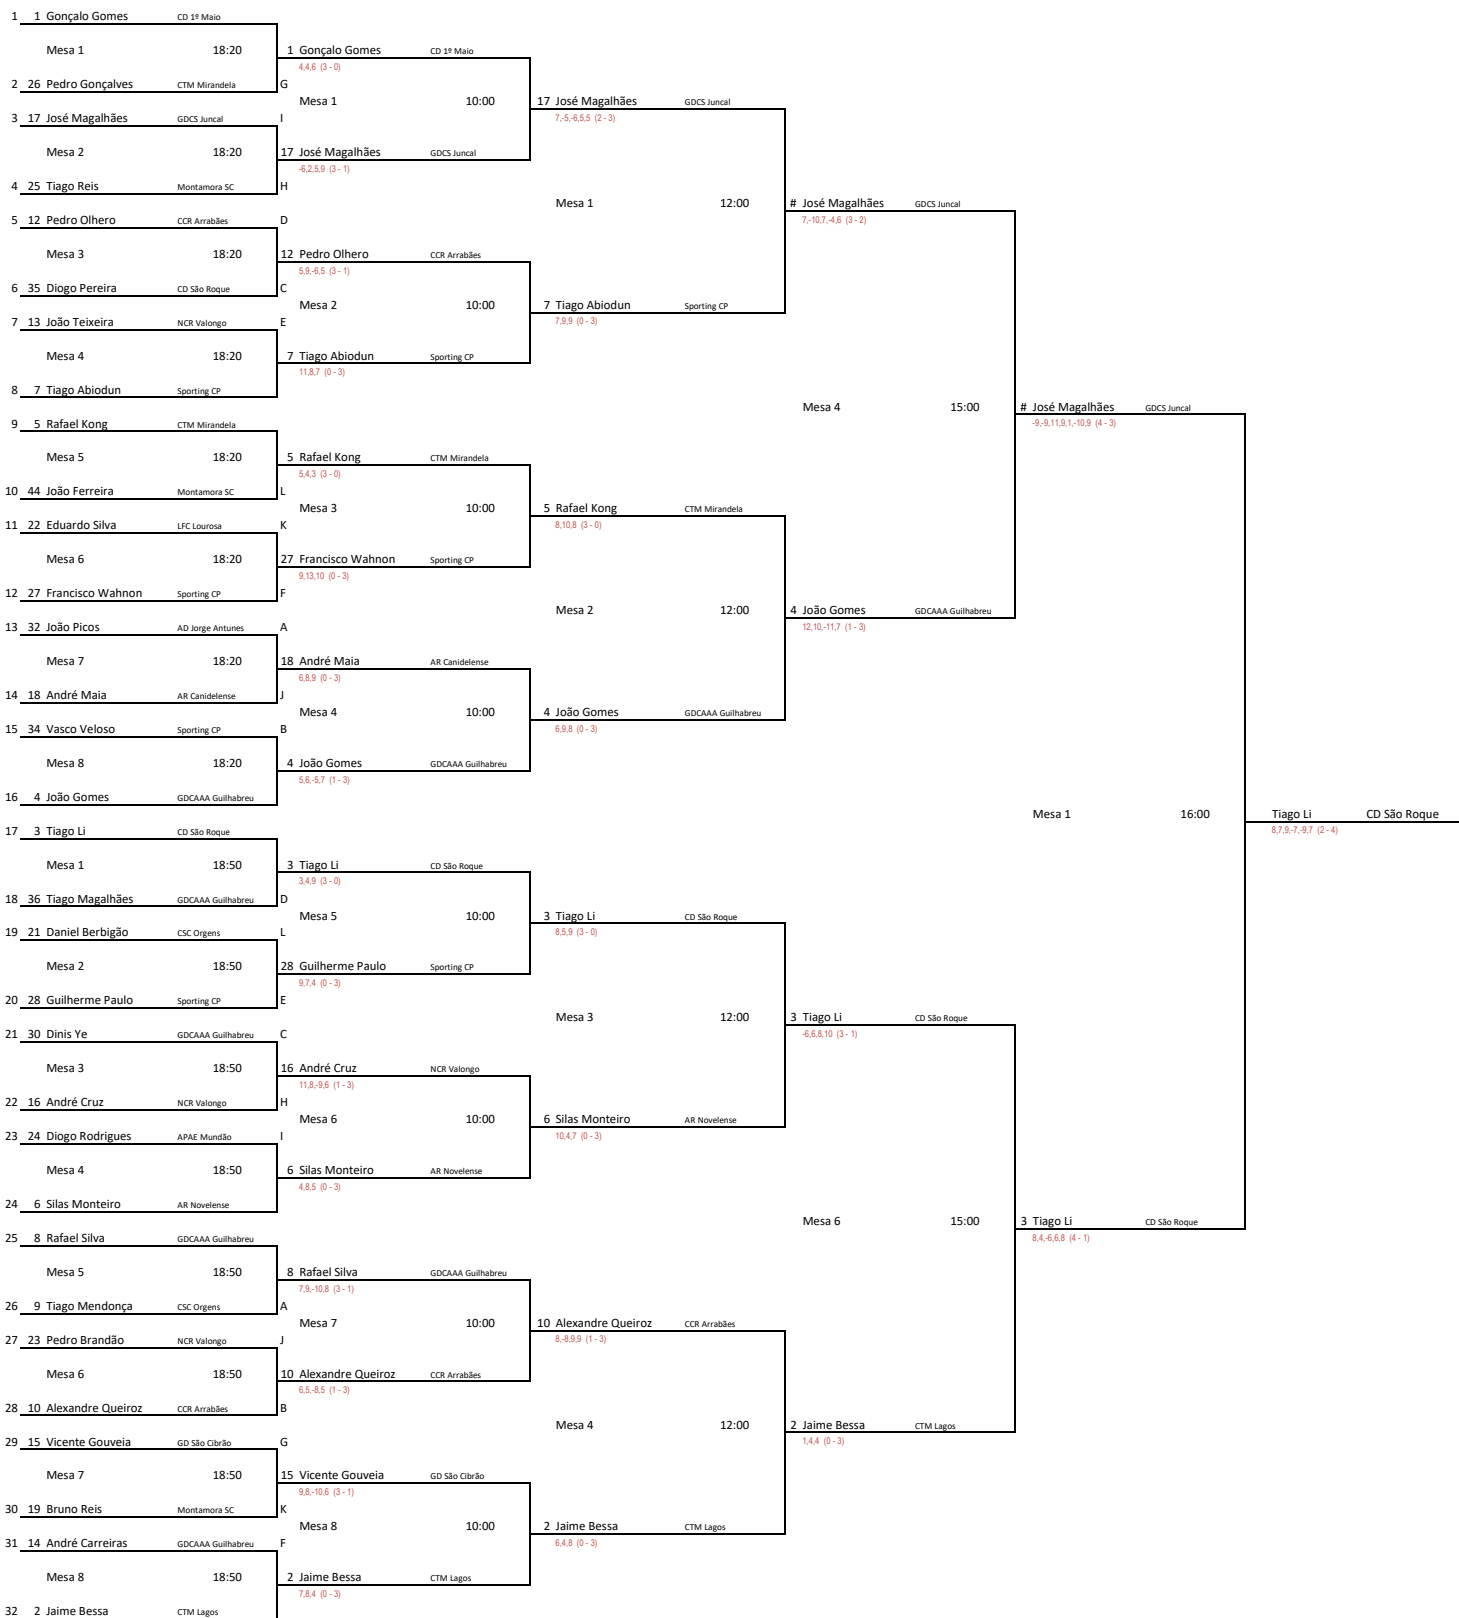 1 1 Gonçalo Gomes CD 1º Maio
Mesa 1 18:20 1 Gonçalo Gomes CD 1º Maio
4,4,6 (3 - 0)
2 26 Pedro Gonçalves CTM Mirandela G
Mesa 1 10:00 17 José Magalhães GDCS Juncal
7,-5,-6,5,5 (2 - 3)
3 17 José Magalhães GDCS Juncal I
Mesa 2 18:20 17 José Magalhães GDCS Juncal
-6,2,5,9 (3 - 1)
4 25 Tiago Reis Montamora SC H
Mesa 1 12:00 # José Magalhães GDCS Juncal
7,-10,7,-4,6 (3 - 2)
5 12 Pedro Olhero CCR Arrabães D
Mesa 3 18:20 12 Pedro Olhero CCR Arrabães
5,9,-6,5 (3 - 1)
6 35 Diogo Pereira CD São Roque C
Mesa 2 10:00 7 Tiago Abiodun Sporting CP
7,9,9 (0 - 3)
7 13 João Teixeira NCR Valongo E
Mesa 4 18:20 7 Tiago Abiodun Sporting CP
11,8,7 (0 - 3)
8 7 Tiago Abiodun Sporting CP
Mesa 4 15:00 # José Magalhães GDCS Juncal
-9,-9,11,9,1,-10,9 (4 - 3)
9 5 Rafael Kong CTM Mirandela
Mesa 5 18:20 5 Rafael Kong CTM Mirandela
5,4,3 (3 - 0)
10 44 João Ferreira Montamora SC L
Mesa 3 10:00 5 Rafael Kong CTM Mirandela
8,10,8 (3 - 0)
11 22 Eduardo Silva LFC Lourosa K
Mesa 6 18:20 27 Francisco Wahnon Sporting CP
9,13,10 (0 - 3)
12 27 Francisco Wahnon Sporting CP F
Mesa 2 12:00 4 João Gomes GDCAAA Guilhabreu
12,10,-11,7 (1 - 3)
13 32 João Picos AD Jorge Antunes A
Mesa 7 18:20 18 André Maia AR Canidelense
6,8,9 (0 - 3)
14 18 André Maia AR Canidelense J
Mesa 4 10:00 4 João Gomes GDCAAA Guilhabreu
6,9,8 (0 - 3)
15 34 Vasco Veloso Sporting CP B
Mesa 8 18:20 4 João Gomes GDCAAA Guilhabreu
5,6,-5,7 (1 - 3)
16 4 João Gomes GDCAAA Guilhabreu
Mesa 1 16:00 Tiago Li CD São Roque
8,7,9,-7,-9,7 (2 - 4)
17 3 Tiago Li CD São Roque
Mesa 1 18:50 3 Tiago Li CD São Roque
3,4,9 (3 - 0)
18 36 Tiago Magalhães GDCAAA Guilhabreu D
Mesa 5 10:00 3 Tiago Li CD São Roque
8,5,9 (3 - 0)
19 21 Daniel Berbigão CSC Orgens L
Mesa 2 18:50 28 Guilherme Paulo Sporting CP
9,7,4 (0 - 3)
20 28 Guilherme Paulo Sporting CP E
Mesa 3 12:00 3 Tiago Li CD São Roque
-6,6,8,10 (3 - 1)
21 30 Dinis Ye GDCAAA Guilhabreu C
Mesa 3 18:50 16 André Cruz NCR Valongo
11,8,-9,6 (1 - 3)
22 16 André Cruz NCR Valongo H
Mesa 6 10:00 6 Silas Monteiro AR Novelense
10,4,7 (0 - 3)
23 24 Diogo Rodrigues APAE Mundão I
Mesa 4 18:50 6 Silas Monteiro AR Novelense
4,8,5 (0 - 3)
24 6 Silas Monteiro AR Novelense
Mesa 6 15:00 3 Tiago Li CD São Roque
8,4,-6,6,8 (4 - 1)
25 8 Rafael Silva GDCAAA Guilhabreu
Mesa 5 18:50 8 Rafael Silva GDCAAA Guilhabreu
7,9,-10,8 (3 - 1)
26 9 Tiago Mendonça CSC Orgens A
Mesa 7 10:00 10 Alexandre Queiroz CCR Arrabães
8,-8,9,9 (1 - 3)
27 23 Pedro Brandão NCR Valongo J
Mesa 6 18:50 10 Alexandre Queiroz CCR Arrabães
6,5,-8,5 (1 - 3)
28 10 Alexandre Queiroz CCR Arrabães B
Mesa 4 12:00 2 Jaime Bessa CTM Lagos
1,4,4 (0 - 3)
29 15 Vicente Gouveia GD São Cibrão G
Mesa 7 18:50 15 Vicente Gouveia GD São Cibrão
9,8,-10,6 (3 - 1)
30 19 Bruno Reis Montamora SC K
Mesa 8 10:00 2 Jaime Bessa CTM Lagos
6,4,8 (0 - 3)
31 14 André Carreiras GDCAAA Guilhabreu F
Mesa 8 18:50 2 Jaime Bessa CTM Lagos
7,8,4 (0 - 3)
32 2 Jaime Bessa CTM Lagos